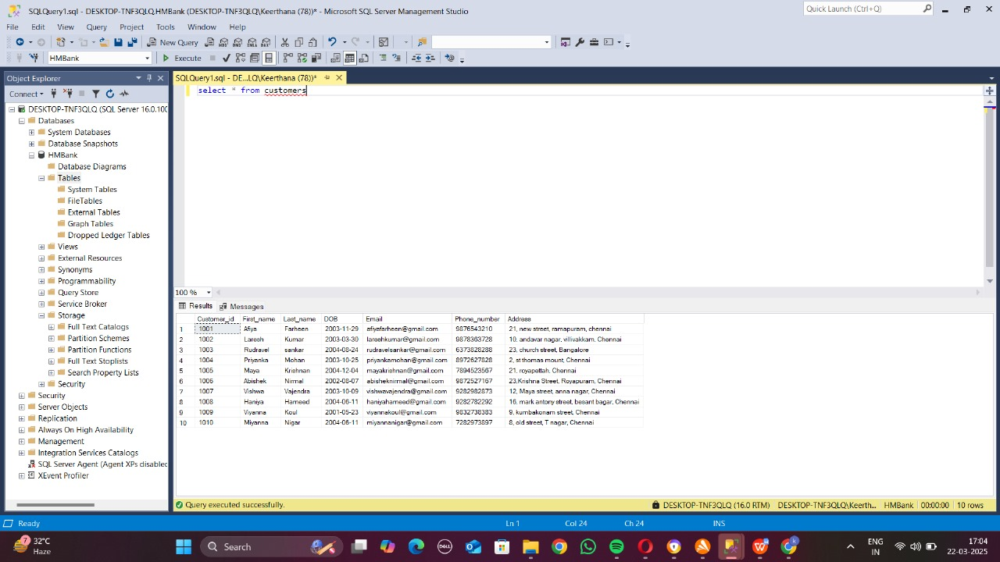 SQLQuery1.sql - DESKTOP-TNF3QLQ.HMBank (DESKTOP-TNF3QLQ\Keerthana (78))* - Microsoft SQL Server Management Studio
Quick Launch (Ctrl+Q)
File Edit View Query Project Tools Window Help
New Query
HMBank
Execute
Object Explorer
SQLQuery1.sql - DE...LQ\Keerthana (78))*
Connect
select * from customers
DESKTOP-TNF3QLQ (SQL Server 16.0.100
Databases
System Databases
Database Snapshots
HMBank
Database Diagrams
Tables
System Tables
FileTables
External Tables
Graph Tables
Dropped Ledger Tables
Views
External Resources
Synonyms
Programmability
Query Store
Service Broker
Storage
Full Text Catalogs
Partition Schemes
Partition Functions
Full Text Stoplists
Search Property Lists
Security
Security
Server Objects
Replication
Always On High Availability
Management
Integration Services Catalogs
SQL Server Agent (Agent XPs disabled
XEvent Profiler
100 %
Results Messages
Customer_id First_name Last_name DOB Email Phone_number Address
1 1001 Afiya Farheen 2003-11-29 afiyafarheen@gmail.com 9876543210 21, new street, ramapuram, chennai
2 1002 Laresh Kumar 2003-03-30 lareshkumar@gmail.com 9878363728 10, andavar nagar, villivakkam, Chennai
3 1003 Rudravel sankar 2004-08-24 rudravelsankar@gmail.com 6373828288 23, church street, Bangalore
4 1004 Priyanka Mohan 2003-10-25 priyankamohan@gmail.com 8972627828 2, st thomas mount, Chennai
5 1005 Maya Krishnan 2004-12-04 mayakrishnan@gmail.com 7894523567 21, royapettah, Chennai
6 1006 Abishek Nirmal 2002-08-07 abisheknirmal@gmail.com 9872527167 23,Krishna Street, Royapuram, Chennai
7 1007 Vishwa Vajendra 2003-10-09 vishwavajendra@gmail.com 9282982873 12, Maya street, anna nagar, Chennai
8 1008 Haniya Hameed 2004-06-11 haniyahameed@gmail.com 9282782292 16, mark antony street, besant bagar, Chennai
9 1009 Viyanna Koul 2001-05-23 viyannakoul@gmail.com 9832738383 9, kumbakonam street, Chennai
10 1010 Miyanna Nigar 2004-06-11 miyannanigar@gmail.com 7282973897 8, old street, T nagar, Chennai
Query executed successfully. DESKTOP-TNF3QLQ (16.0 RTM) DESKTOP-TNF3QLQ\Keerth... HMBank 00:00:00 10 rows
Ready Ln 1 Col 24 Ch 24 INS
7 32°C
Haze
Search
DELL
ENG
IN
17:04
22-03-2025